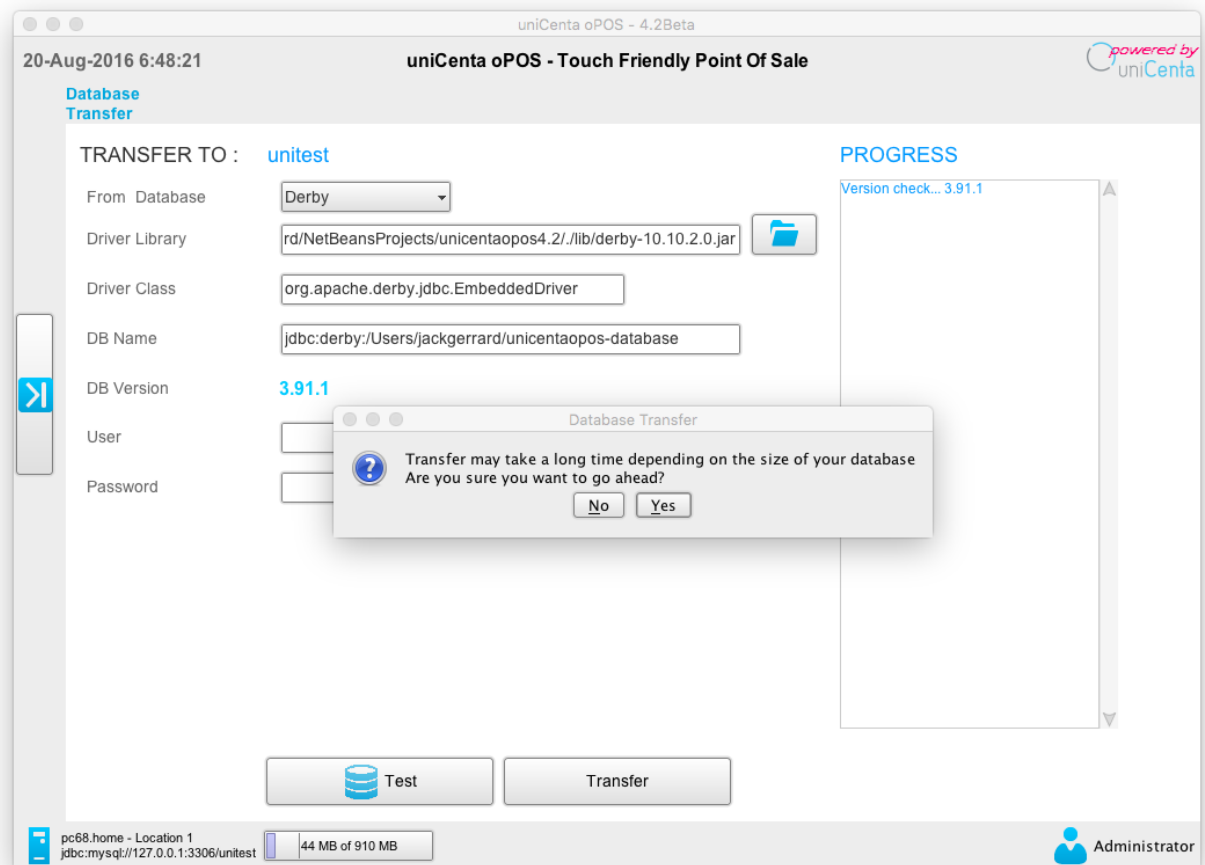 uniCenta oPOS - 4.2Beta
20-Aug-2016 6:48:21
uniCenta oPOS - Touch Friendly Point Of Sale
powered by
uniCenta
Database
Transfer
TRANSFER TO :
unitest
PROGRESS
From Database
Derby
Version check... 3.91.1
Driver Library
rd/NetBeansProjects/unicentaopos4.2/./lib/derby-10.10.2.0.jar
Driver Class
org.apache.derby.jdbc.EmbeddedDriver
DB Name
jdbc:derby:/Users/jackgerrard/unicentaopos-database
DB Version
3.91.1
User
Password
Database Transfer
Transfer may take a long time depending on the size of your database
Are you sure you want to go ahead?
No
Yes
Test
Transfer
pc68.home - Location 1
jdbc:mysql://127.0.0.1:3306/unitest
44 MB of 910 MB
Administrator